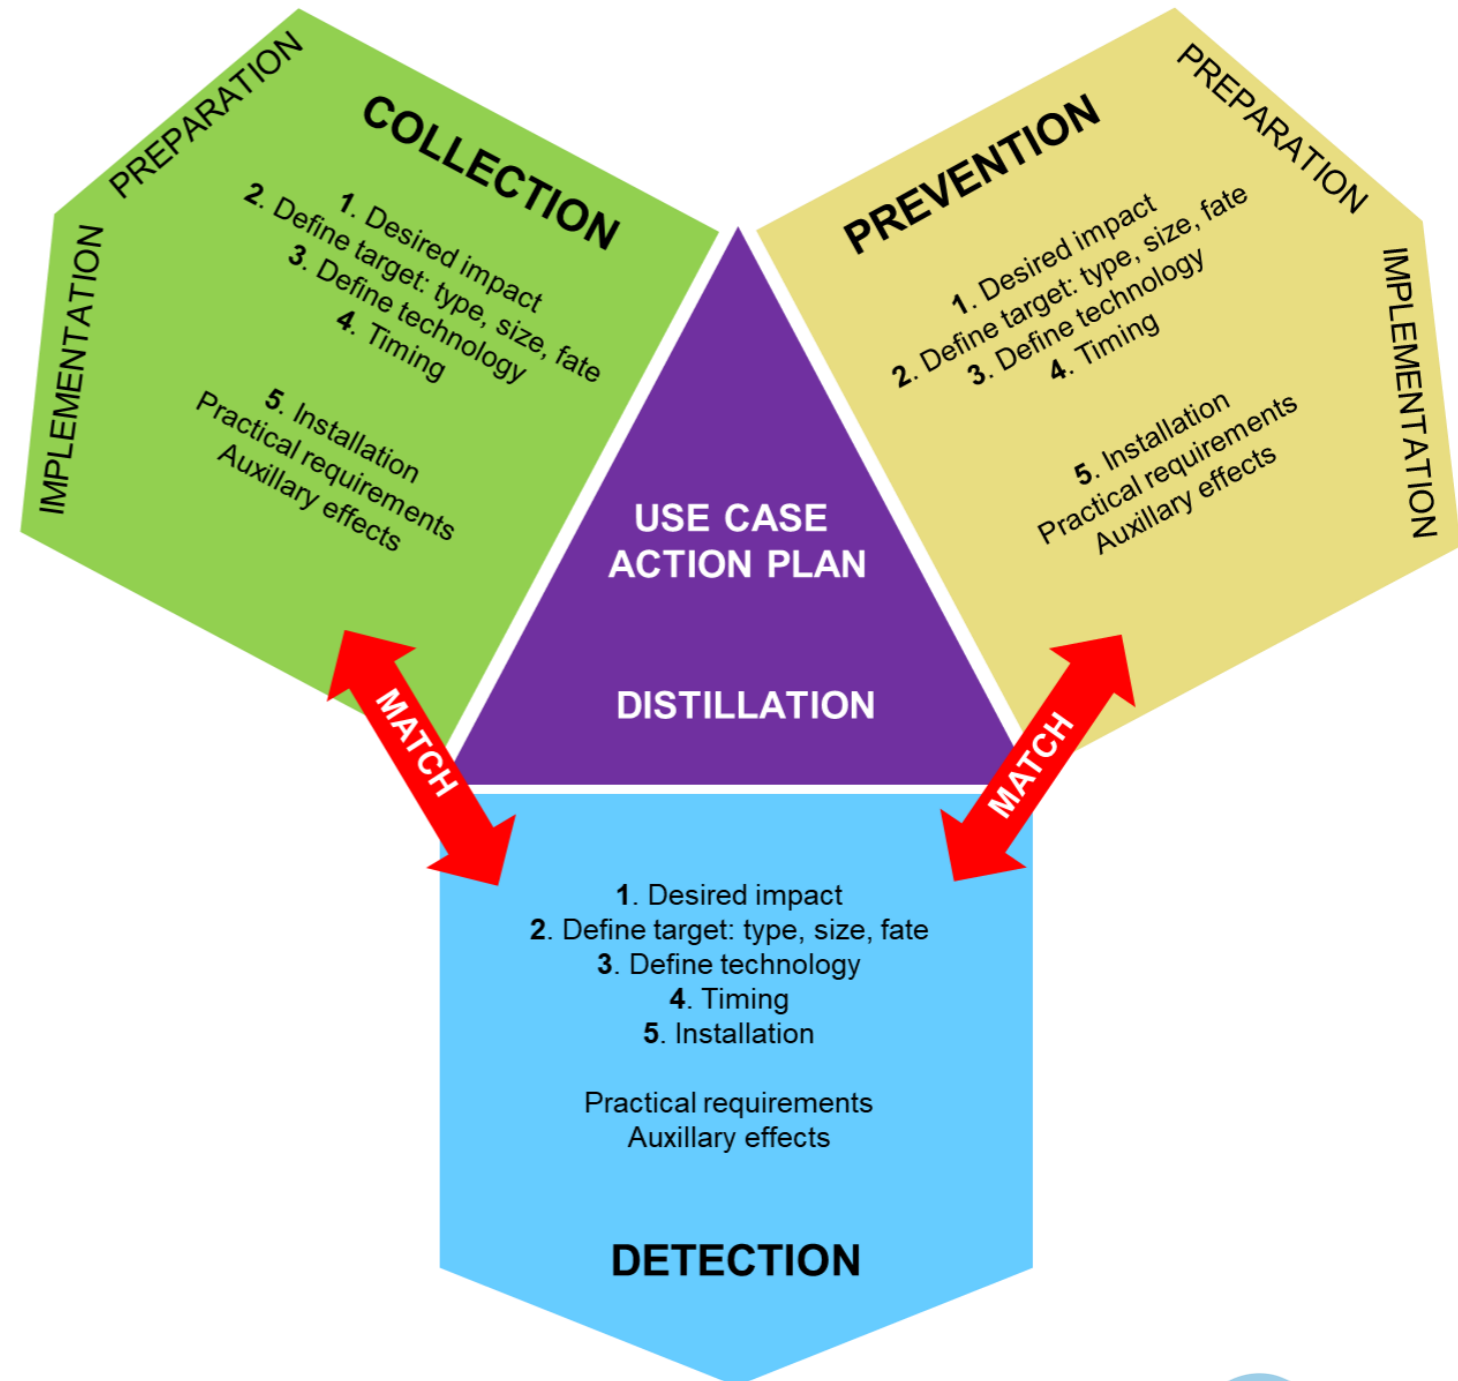 PREPARATION
IMPLEMENTATION
COLLECTION
1. Desired impact
2. Define target: type, size, fate
3. Define technology
4. Timing
5. Installation
Practical requirements
Auxillary effects
PREVENTION
1. Desired impact
2. Define target: type, size, fate
3. Define technology
4. Timing
5. Installation
Practical requirements
Auxillary effects
PREPARATION
IMPLEMENTATION
USE CASE
ACTION PLAN
DISTILLATION
MATCH
MATCH
1. Desired impact
2. Define target: type, size, fate
3. Define technology
4. Timing
5. Installation
Practical requirements
Auxillary effects
DETECTION